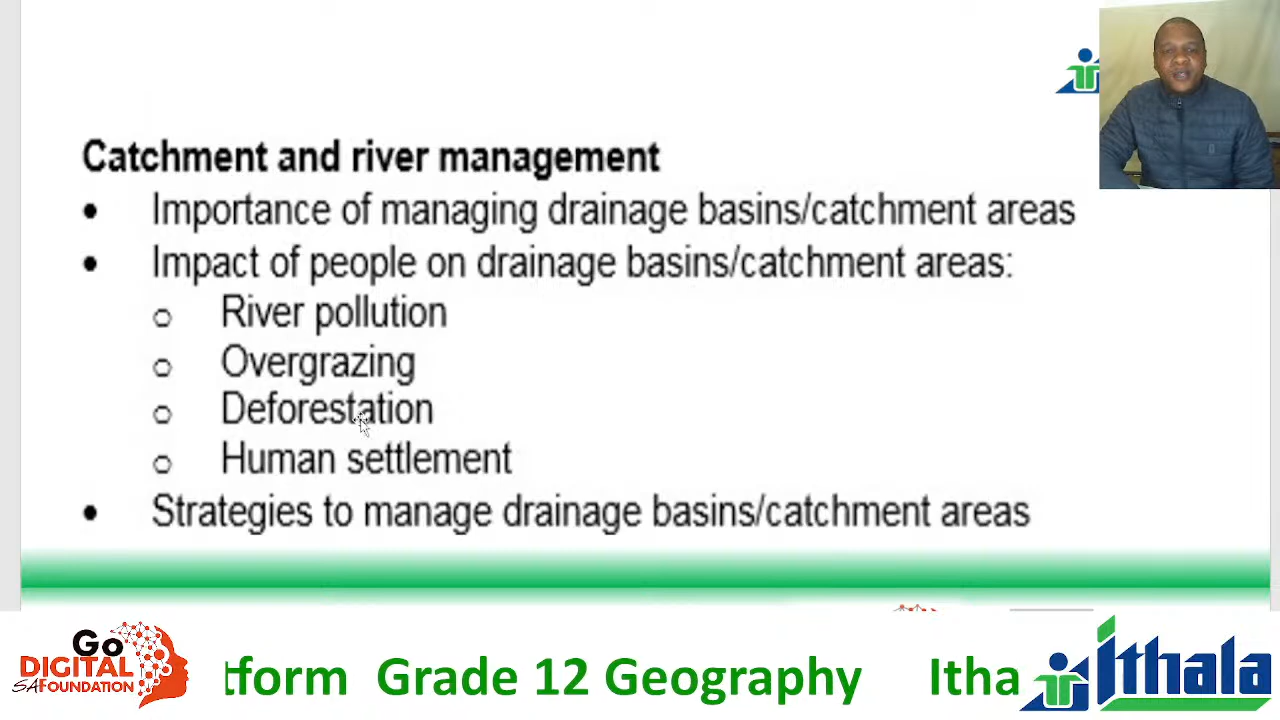 Catchment and river management
• Importance of managing drainage basins/catchment areas
• Impact of people on drainage basins/catchment areas:
o River pollution
o Overgrazing
o Deforestation
o Human settlement
• Strategies to manage drainage basins/catchment areas
Go
DIGITAL
SA FOUNDATION
tform Grade 12 Geography Itha
Ithala